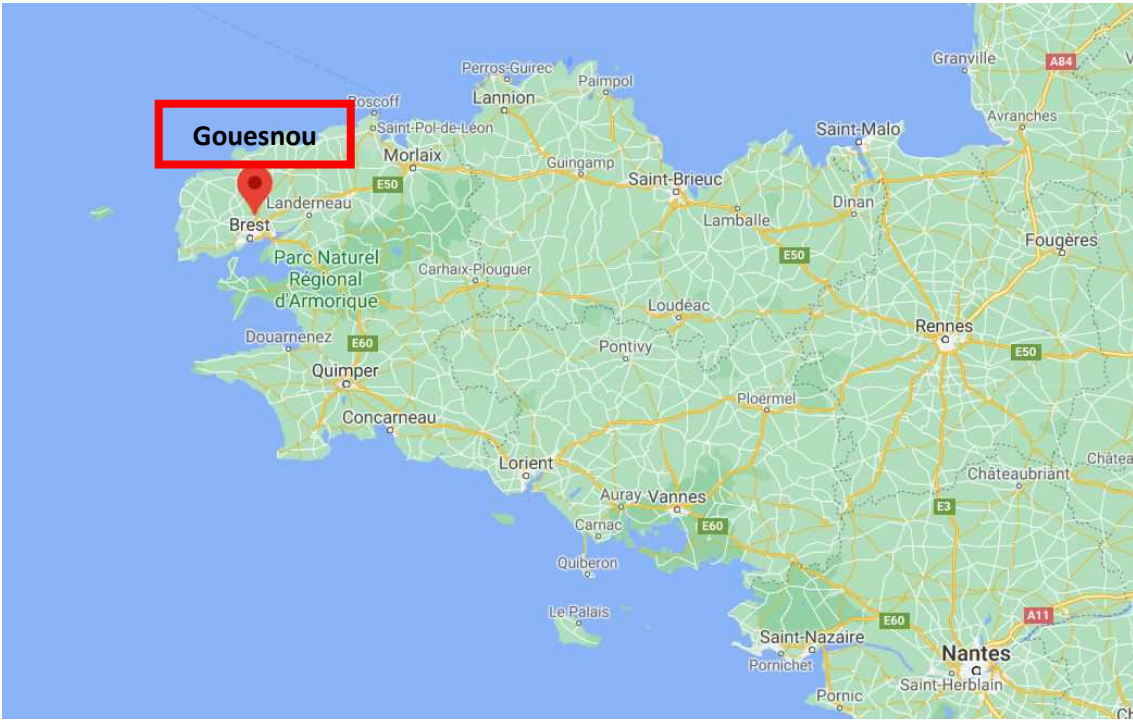 Granville
A84
Perros-Guirec
Paimpol
Roscoff
Lannion
Gouesnou
Avranches
Saint-Pol-de-Léon
Saint-Malo
Morlaix
Guingamp
Saint-Brieuc
E50
Landerneau
Dinan
Lamballe
Brest
Fougères
Parc Naturel
Régional
d'Armorique
E50
Carhaix-Plouguer
Loudéac
Rennes
Douarnenez
E60
Pontivy
E50
Quimper
Ploermel
Concarneau
Lorient
Châtea
Châteaubriant
Auray
Vannes
E3
Carnac
E60
Quiberon
Le Palais
A11
E60
Saint-Nazaire
Nantes
Pornichet
Saint-Herblain
Pornic